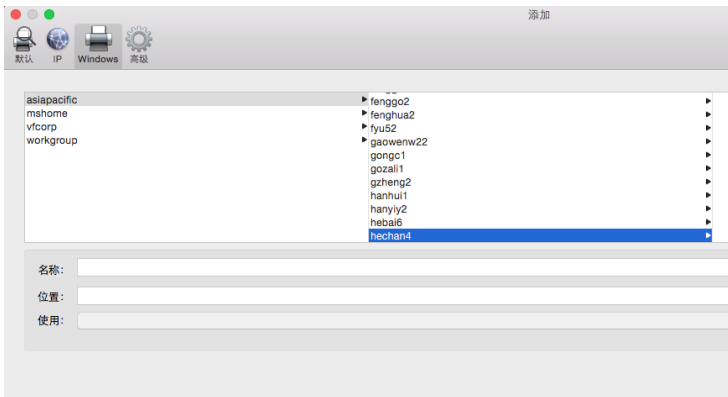 添加
默认 IP Windows 高级
asiapacific
mshome
vfcorp
workgroup
fenggo2
fenghua2
fyu52
gaowenw22
gongc1
gozali1
gzheng2
hanhui1
hanyiy2
hebai6
hechan4
名称：
位置：
使用：